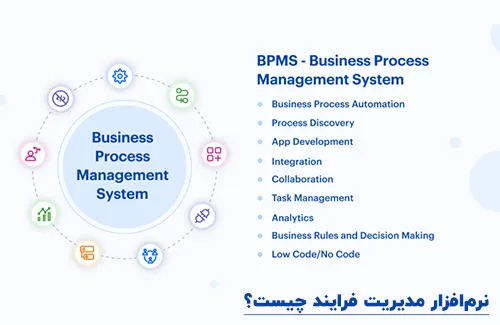 Business
Process
Management
System
BPMS - Business Process
Management System
Business Process Automation
Process Discovery
App Development
Integration
Collaboration
Task Management
Analytics
Business Rules and Decision Making
Low Code/No Code
نرم‌افزار مدیریت فرایند چیست؟